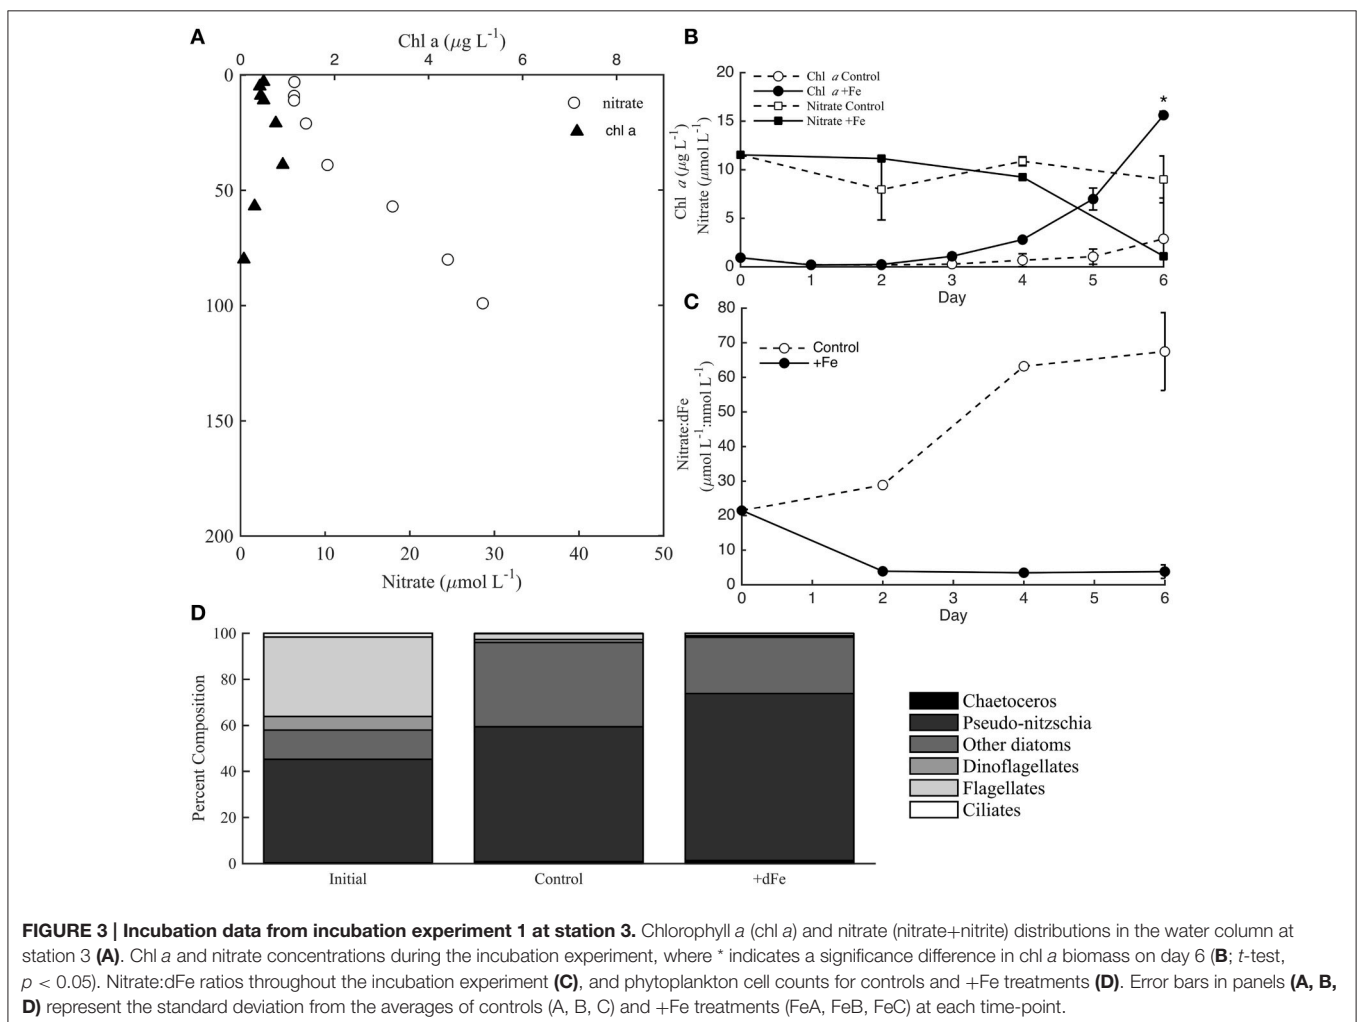 A
Chl a (μg L⁻¹)
0 2 4 6 8
0
50
100
150
200
nitrate
chl a
0 10 20 30 40 50
Nitrate (μmol L⁻¹)
B
20
15
10
5
0
Chl a (μg L⁻¹)
Nitrate (μmol L⁻¹)
Chl a Control
Chl a +Fe
Nitrate Control
Nitrate +Fe
*
0 1 2 3 4 5 6
Day
C
80
70
60
50
40
30
20
10
0
Nitrate:dFe
(μmol L⁻¹:nmol L⁻¹)
Control
+Fe
0 1 2 3 4 5 6
Day
D
100
80
60
40
20
0
Percent Composition
Initial Control +dFe
Chaetoceros
Pseudo-nitzschia
Other diatoms
Dinoflagellates
Flagellates
Ciliates
FIGURE 3 | Incubation data from incubation experiment 1 at station 3. Chlorophyll a (chl a) and nitrate (nitrate+nitrite) distributions in the water column at
station 3 (A). Chl a and nitrate concentrations during the incubation experiment, where * indicates a significance difference in chl a biomass on day 6 (B; t-test,
p < 0.05). Nitrate:dFe ratios throughout the incubation experiment (C), and phytoplankton cell counts for controls and +Fe treatments (D). Error bars in panels (A, B,
D) represent the standard deviation from the averages of controls (A, B, C) and +Fe treatments (FeA, FeB, FeC) at each time-point.